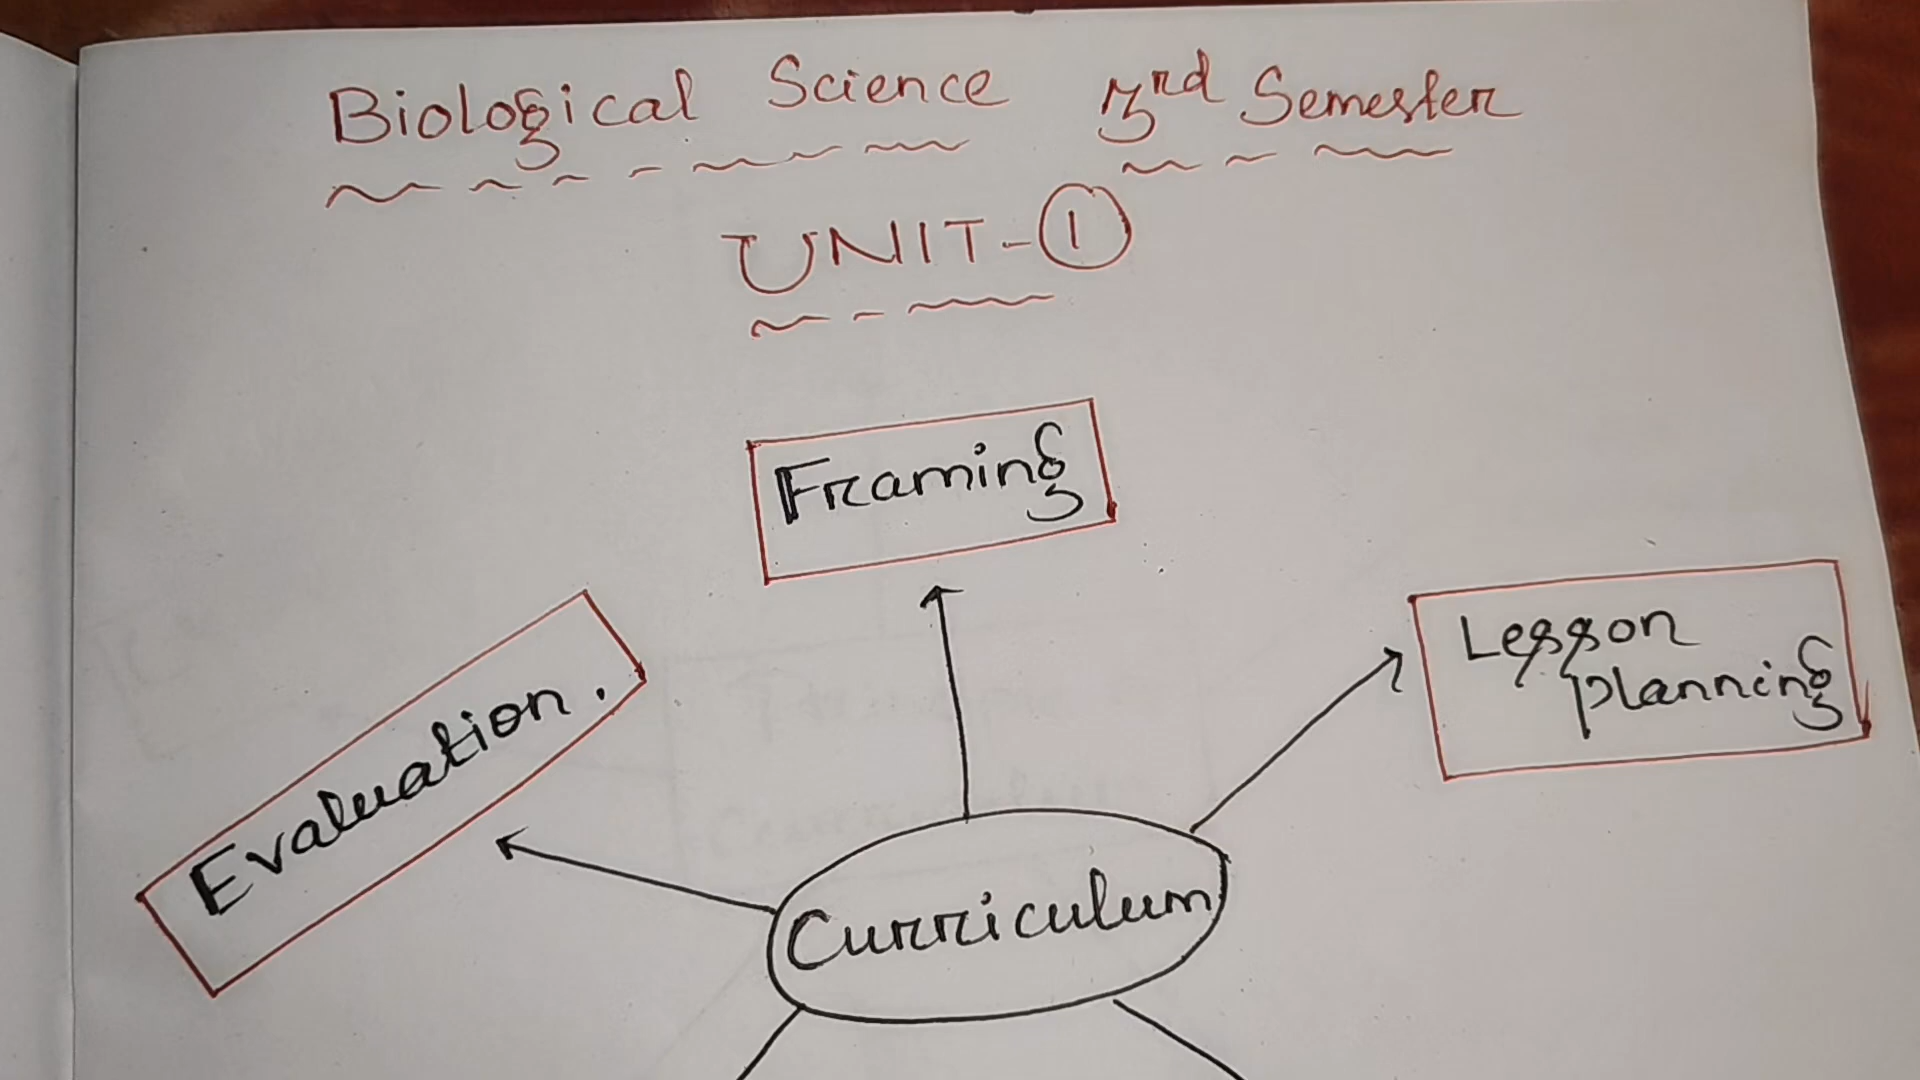 Biological Science 3rd Semester
UNIT-1
Framing
Lesson
planning
Evaluation.
Curriculum